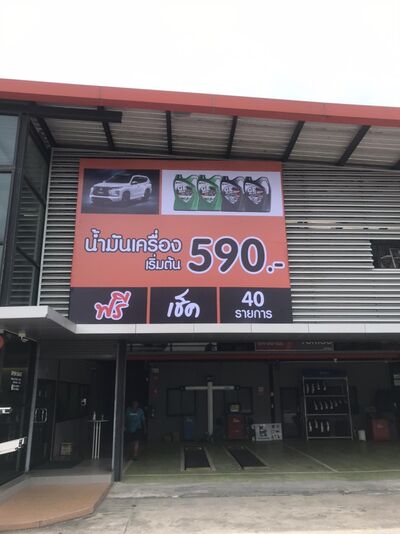 น้ำมันเครื่อง
เริ่มต้น
590.-
ฟรี
เช็ค
40
รายการ